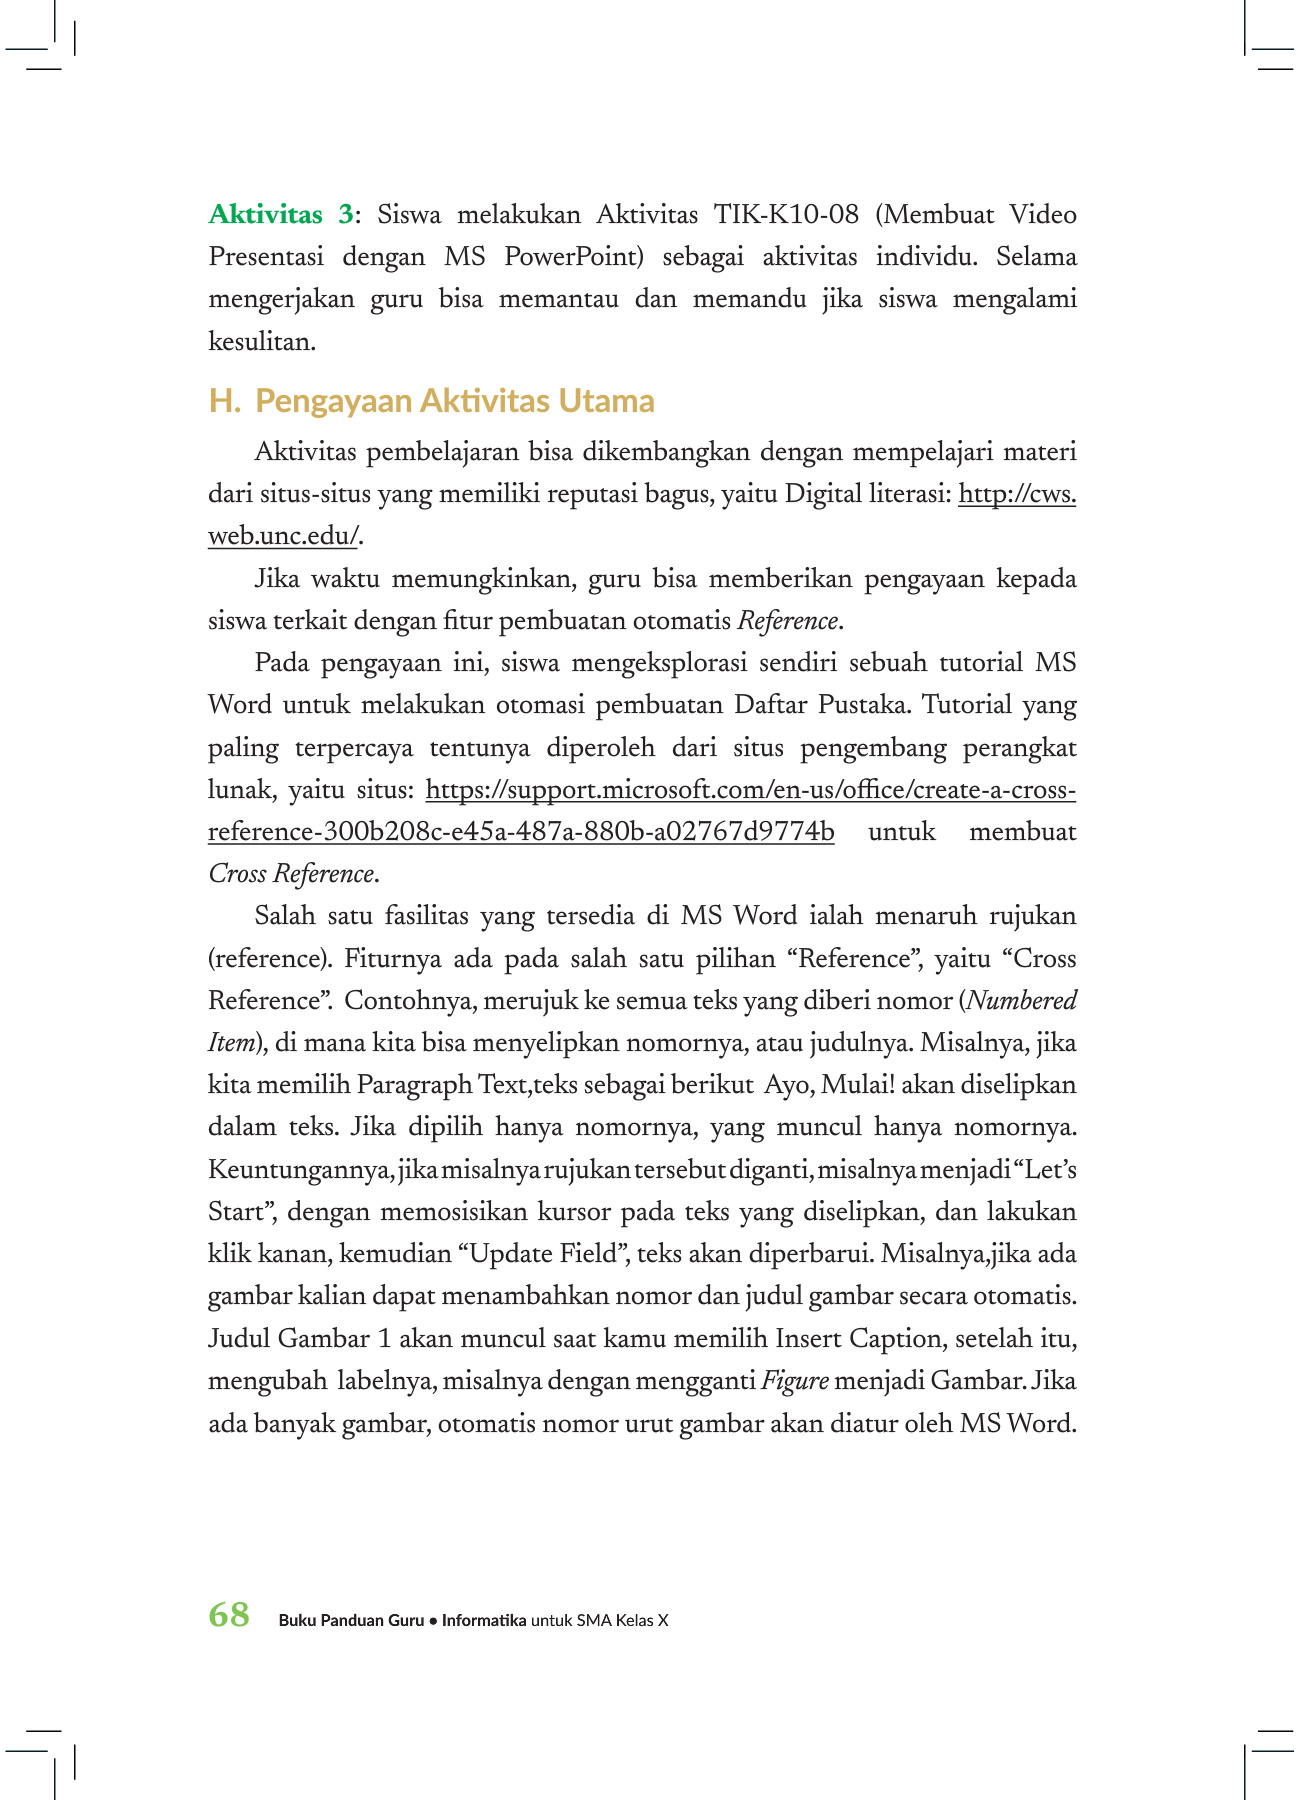 Aktivitas 3: Siswa melakukan Aktivitas TIK-K10-08 (Membuat Video
Presentasi dengan MS PowerPoint) sebagai aktivitas individu. Selama
mengerjakan guru bisa memantau dan memandu jika siswa mengalami
kesulitan.
H. Pengayaan Aktivitas Utama
Aktivitas pembelajaran bisa dikembangkan dengan mempelajari materi
dari situs-situs yang memiliki reputasi bagus, yaitu Digital literasi: http://cws.
web.unc.edu/.
Jika waktu memungkinkan, guru bisa memberikan pengayaan kepada
siswa terkait dengan fitur pembuatan otomatis Reference.
Pada pengayaan ini, siswa mengeksplorasi sendiri sebuah tutorial MS
Word untuk melakukan otomasi pembuatan Daftar Pustaka. Tutorial yang
paling terpercaya tentunya diperoleh dari situs pengembang perangkat
lunak, yaitu situs: https://support.microsoft.com/en-us/office/create-a-cross-
reference-300b208c-e45a-487a-880b-a02767d9774b untuk membuat
Cross Reference.
Salah satu fasilitas yang tersedia di MS Word ialah menaruh rujukan
(reference). Fiturnya ada pada salah satu pilihan “Reference”, yaitu “Cross
Reference”. Contohnya, merujuk ke semua teks yang diberi nomor (Numbered
Item), di mana kita bisa menyelipkan nomornya, atau judulnya. Misalnya, jika
kita memilih Paragraph Text,teks sebagai berikut Ayo, Mulai! akan diselipkan
dalam teks. Jika dipilih hanya nomornya, yang muncul hanya nomornya.
Keuntungannya, jika misalnya rujukan tersebut diganti, misalnya menjadi “Let’s
Start”, dengan memosisikan kursor pada teks yang diselipkan, dan lakukan
klik kanan, kemudian “Update Field”, teks akan diperbarui. Misalnya,jika ada
gambar kalian dapat menambahkan nomor dan judul gambar secara otomatis.
Judul Gambar 1 akan muncul saat kamu memilih Insert Caption, setelah itu,
mengubah labelnya, misalnya dengan mengganti Figure menjadi Gambar. Jika
ada banyak gambar, otomatis nomor urut gambar akan diatur oleh MS Word.
68 Buku Panduan Guru • Informatika untuk SMA Kelas X